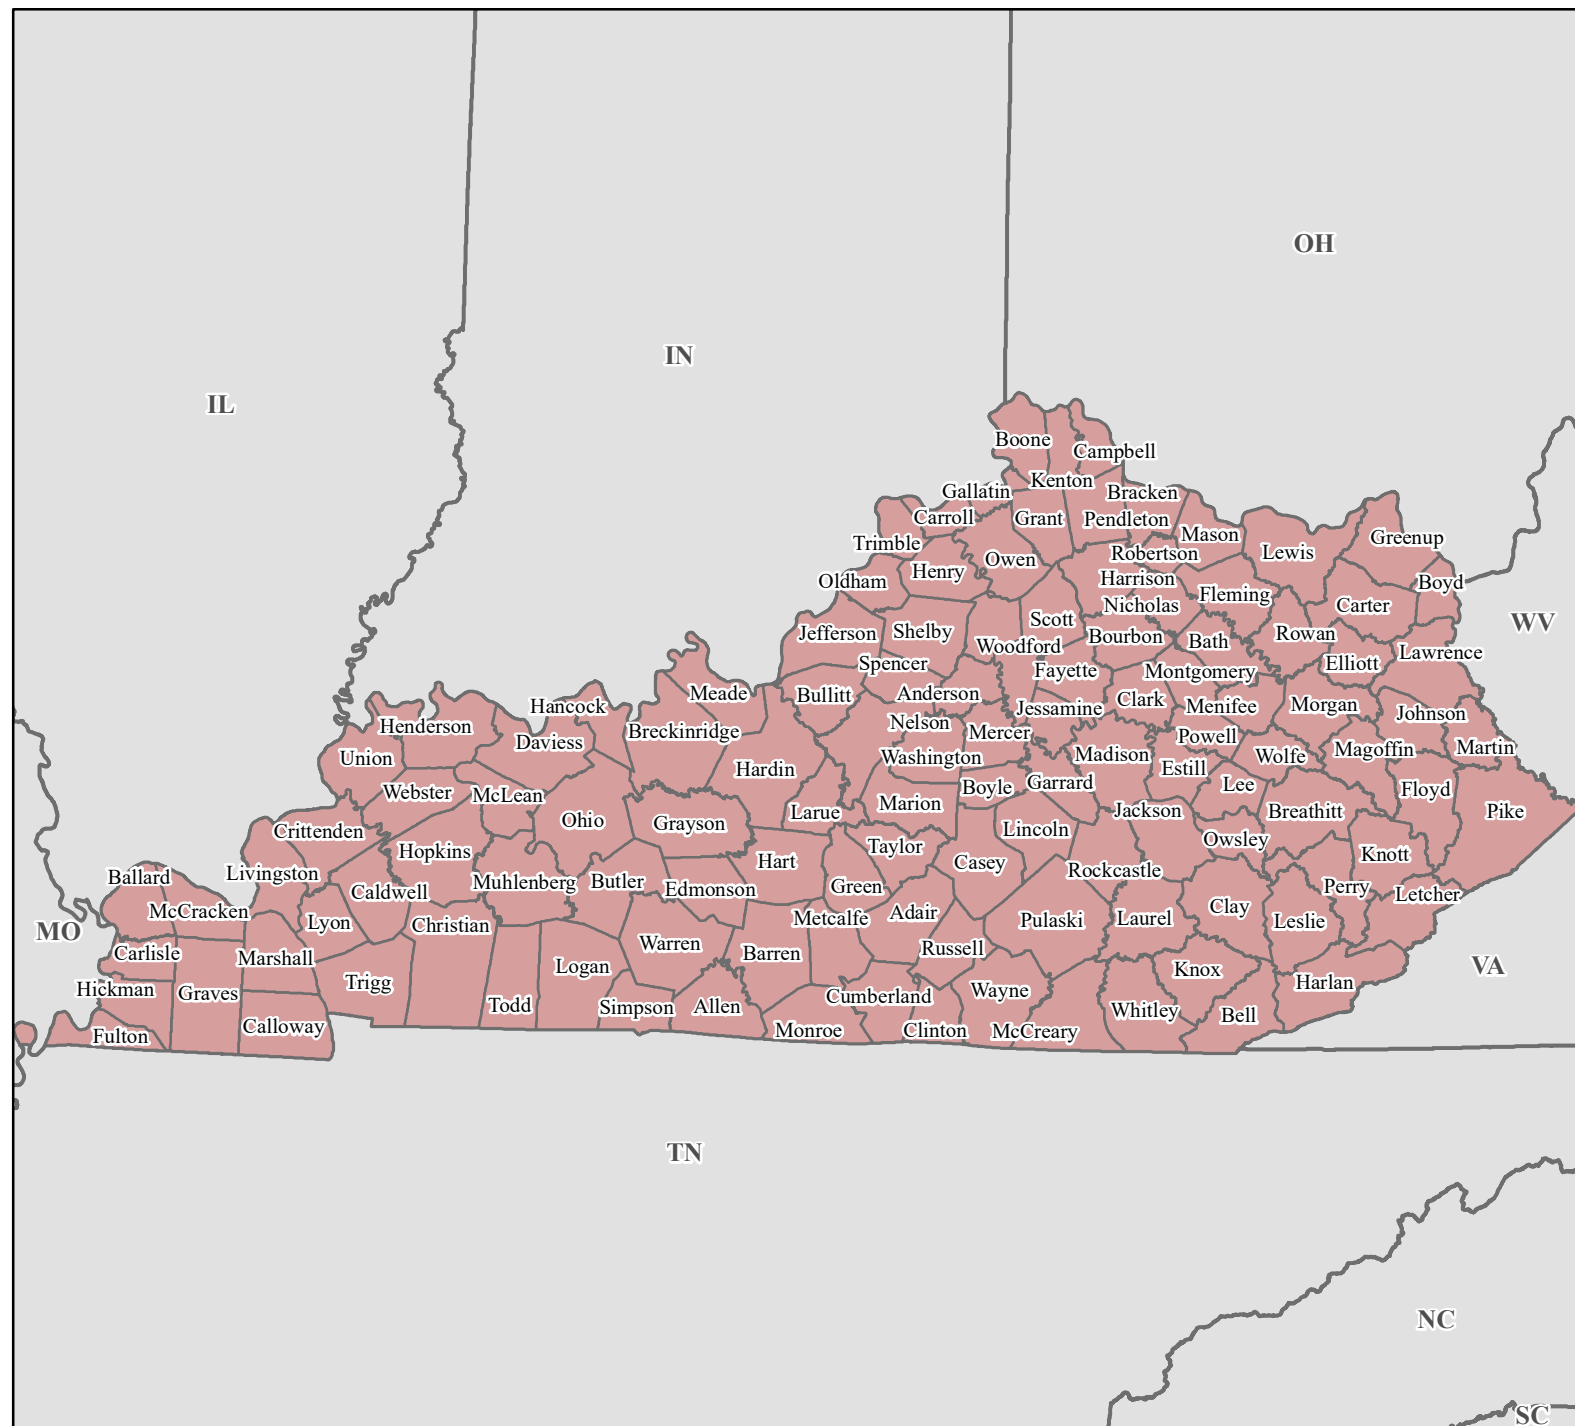 OH
IN
IL
Boone
Campbell
Kenton
Gallatin
Bracken
Carroll
Grant
Pendleton
Mason
Greenup
Trimble
Robertson
Lewis
Owen
Henry
Oldham
Harrison
Boyd
Fleming
Nicholas
Carter
Scott
WV
Jefferson
Shelby
Bourbon
Rowan
Bath
Woodford
Lawrence
Spencer
Elliott
Fayette
Montgomery
Meade
Bullitt
Anderson
Clark
Hancock
Jessamine
Menifee
Morgan
Johnson
Henderson
Nelson
Breckinridge
Mercer
Powell
Daviess
Martin
Magoffin
Union
Washington
Madison
Wolfe
Hardin
Estill
Garrard
Lee
Boyle
Floyd
Webster
McLean
Marion
Larue
Jackson
Breathitt
Pike
Ohio
Grayson
Lincoln
Crittenden
Owsley
Taylor
Hopkins
Knott
Hart
Casey
Rockcastle
Livingston
Ballard
Muhlenberg
Butler
Edmonson
Green
Perry
Caldwell
Letcher
Clay
McCracken
Adair
Metcalfe
Pulaski
Laurel
Leslie
Lyon
Christian
MO
Warren
Russell
Carlisle
Marshall
Barren
Logan
VA
Knox
Trigg
Harlan
Hickman
Graves
Wayne
Cumberland
Todd
Simpson
Allen
Whitley
Bell
Calloway
Monroe
Clinton
McCreary
Fulton
TN
NC
SC